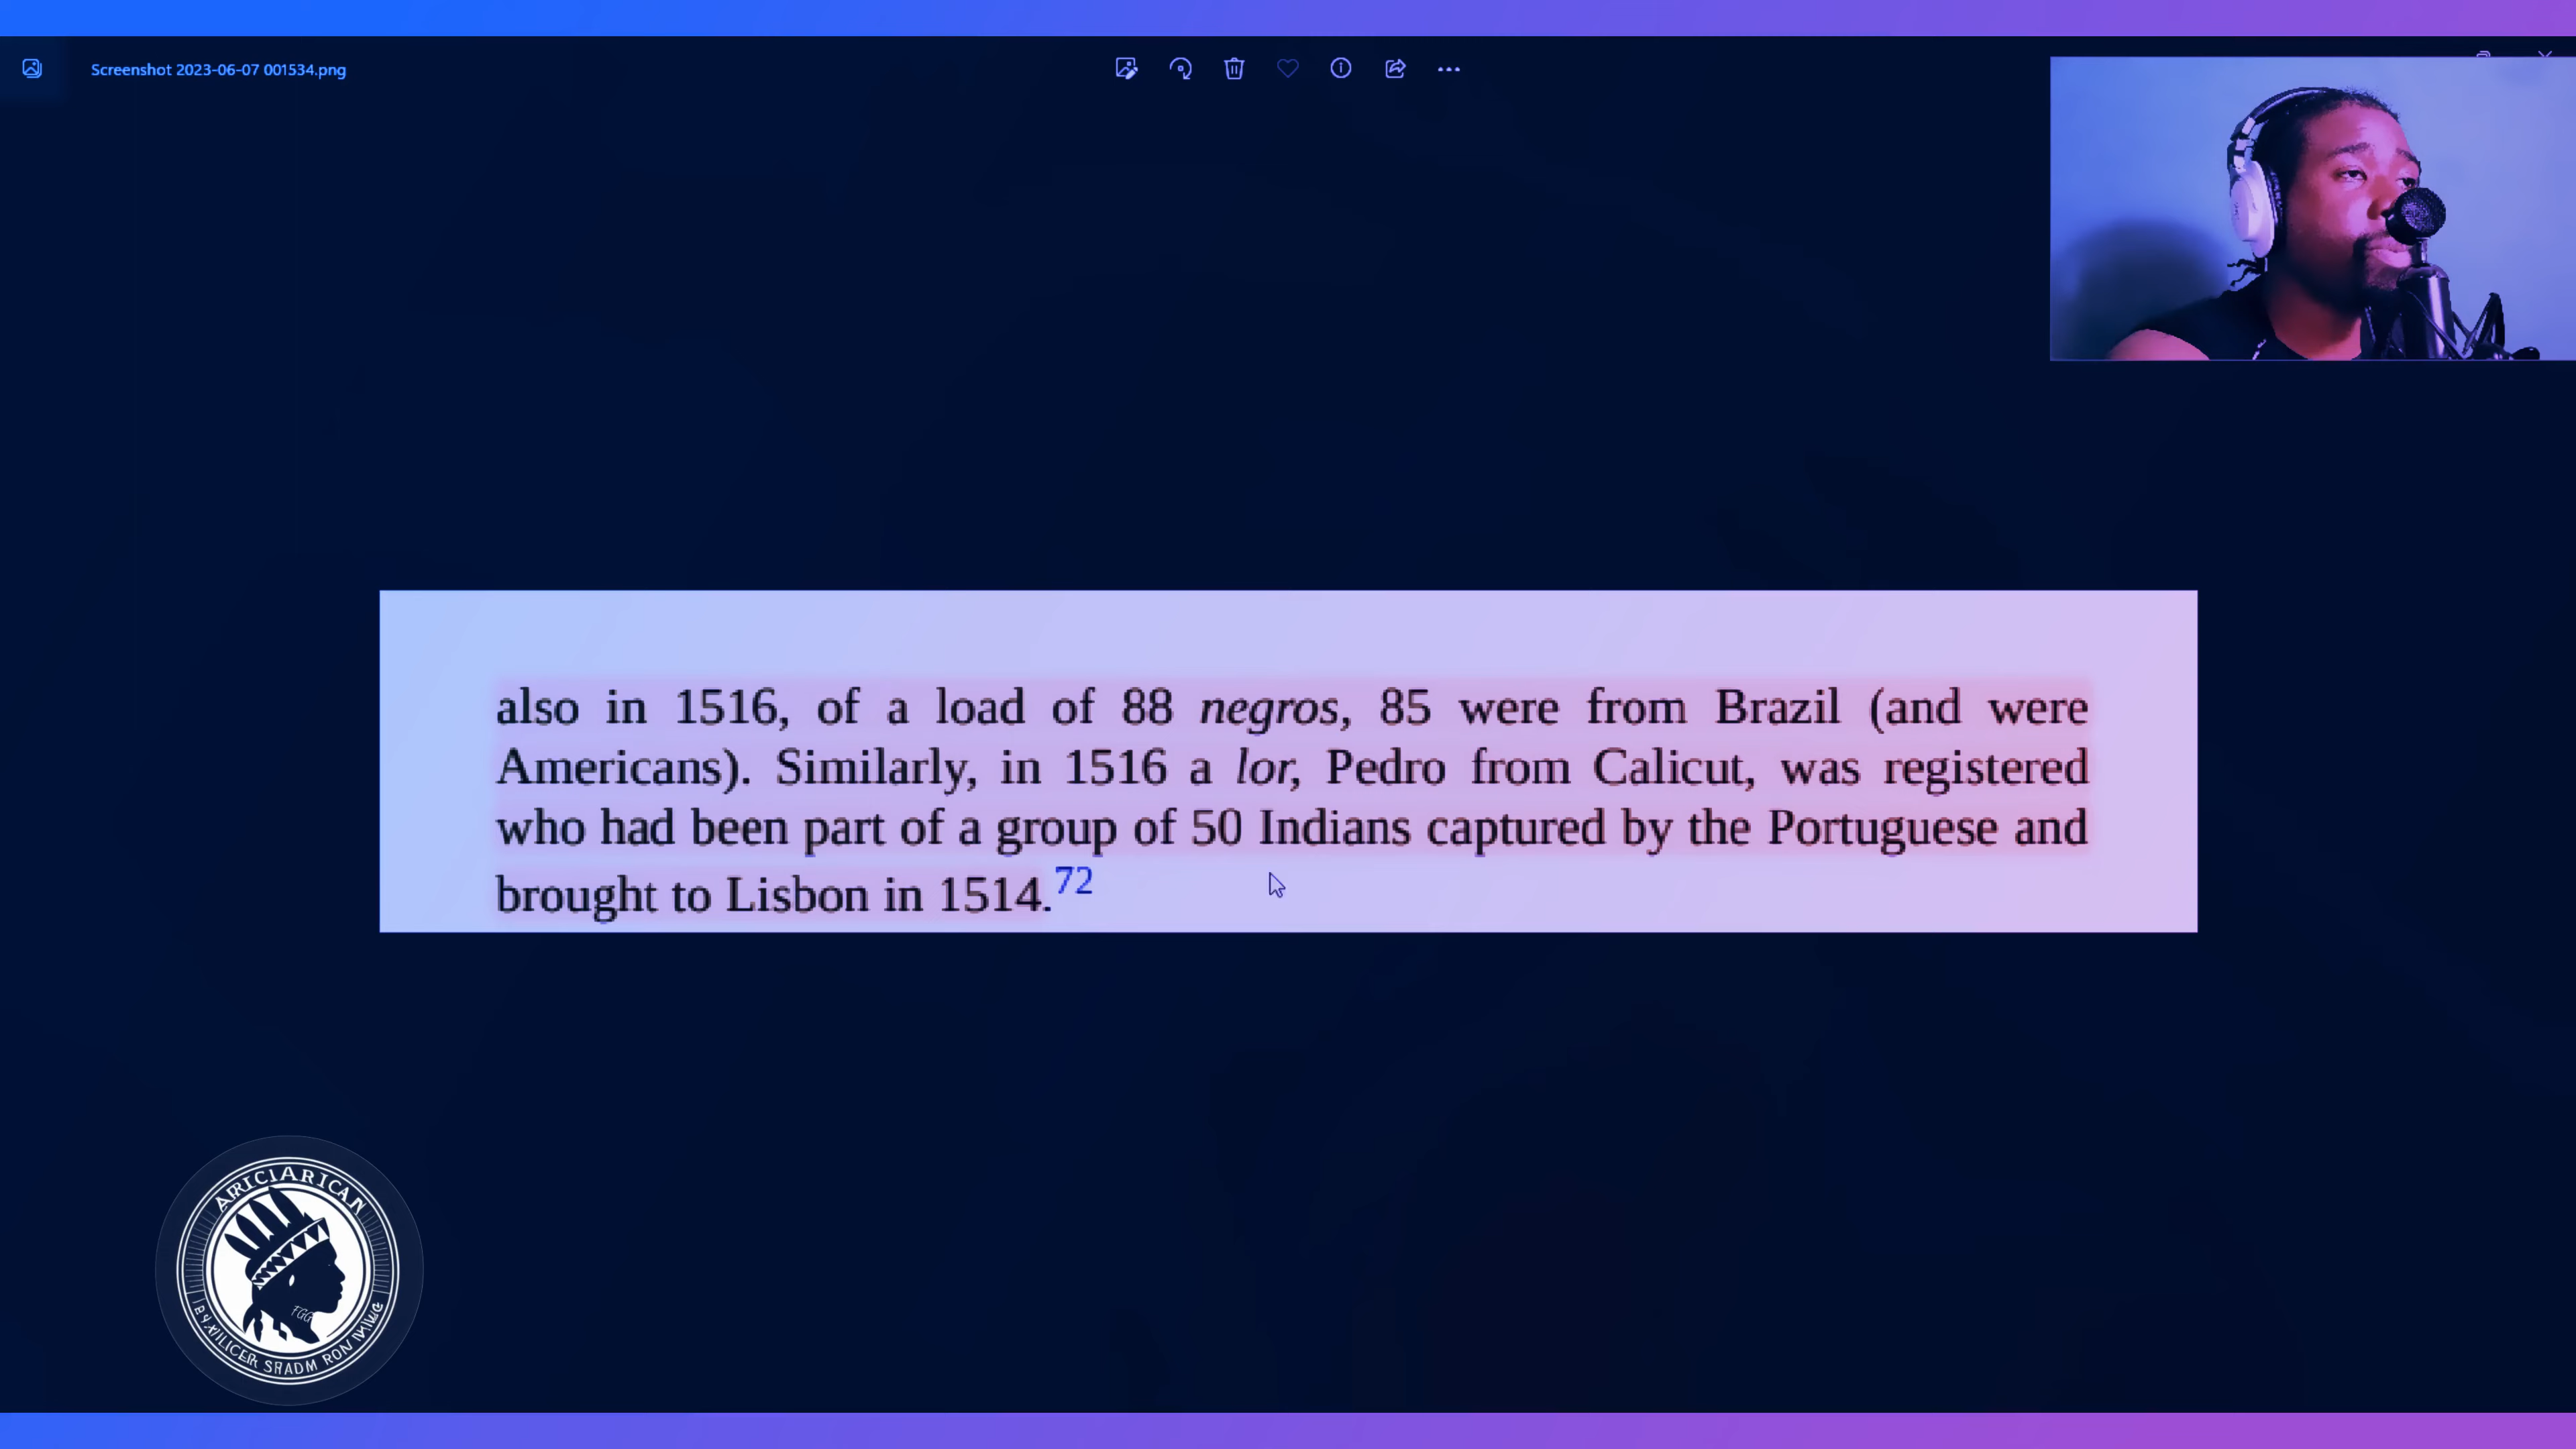 Screenshot 2023-06-07 001534.png
also in 1516, of a load of 88 negros, 85 were from Brazil (and were
Americans). Similarly, in 1516 a lor, Pedro from Calicut, was registered
who had been part of a group of 50 Indians captured by the Portuguese and
brought to Lisbon in 1514.72
ARICIARICAN